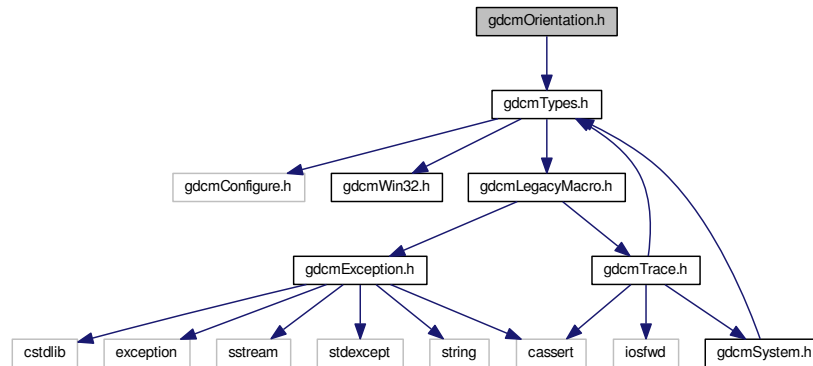 gdcmOrientation.h
gdcmTypes.h
gdcmConfigure.h
gdcmWin32.h
gdcmLegacyMacro.h
gdcmException.h
gdcmTrace.h
cstdlib
exception
sstream
stdexcept
string
cassert
iosfwd
gdcmSystem.h